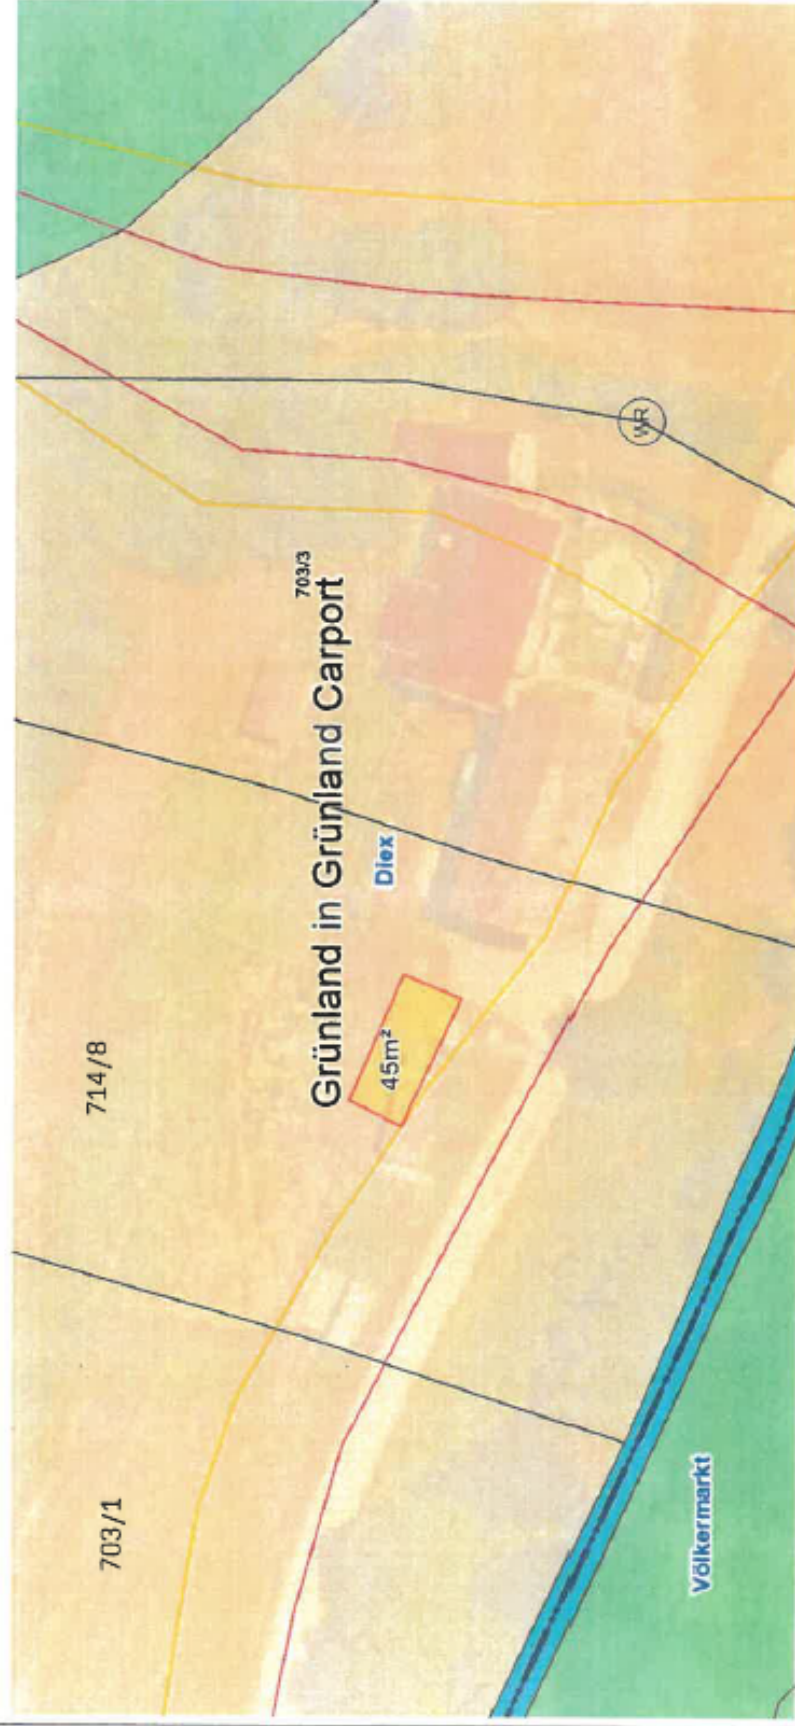 703/1
714/8
Grünland in Grünland Carport
703/3
45m²
Diex
WR
Völkermarkt